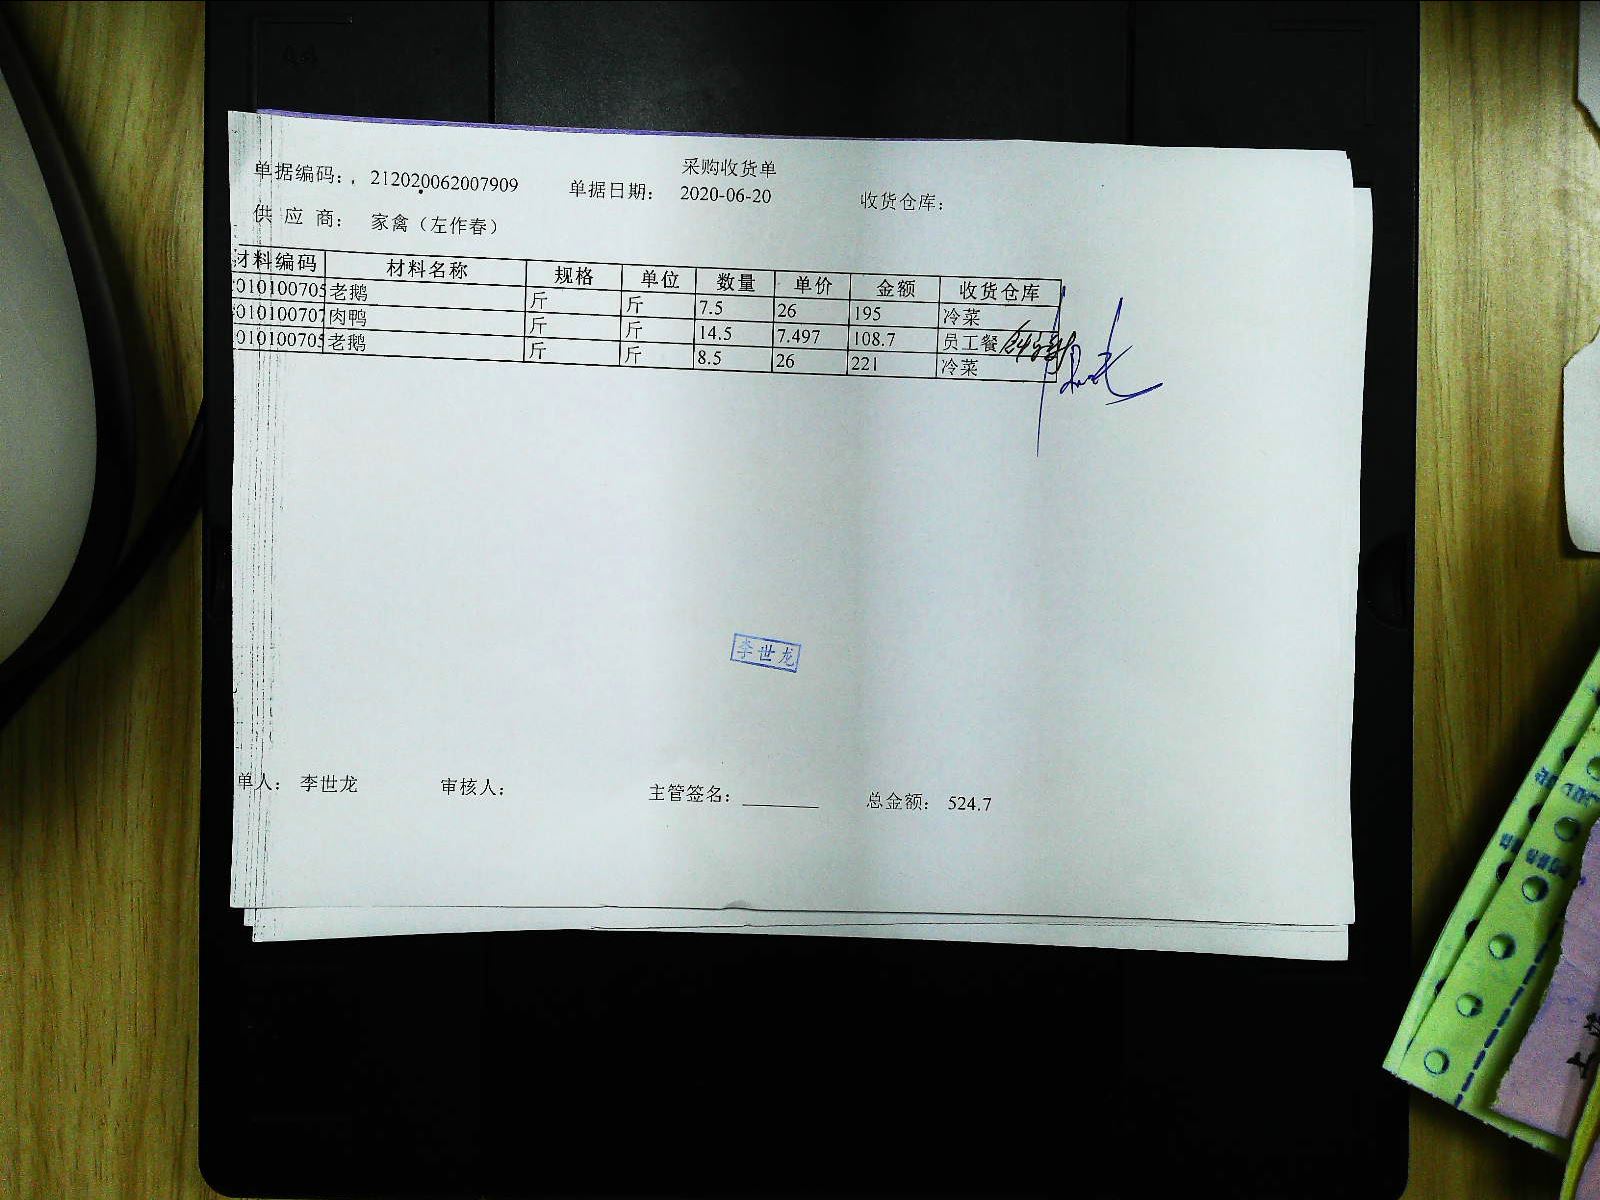 采购收货单
单据编码： 212020062007909 单据日期： 2020-06-20 收货仓库：
供 应 商： 家禽（左作春）
材料编码 材料名称 规格 单位 数量 单价 金额 收货仓库
010100705 老鹅 斤 斤 7.5 26 195 冷菜
010100707 肉鸭 斤 斤 14.5 7.497 108.7 员工餐
010100705 老鹅 斤 斤 8.5 26 221 冷菜
李世龙
单人： 李世龙 审核人： 主管签名： 总金额： 524.7